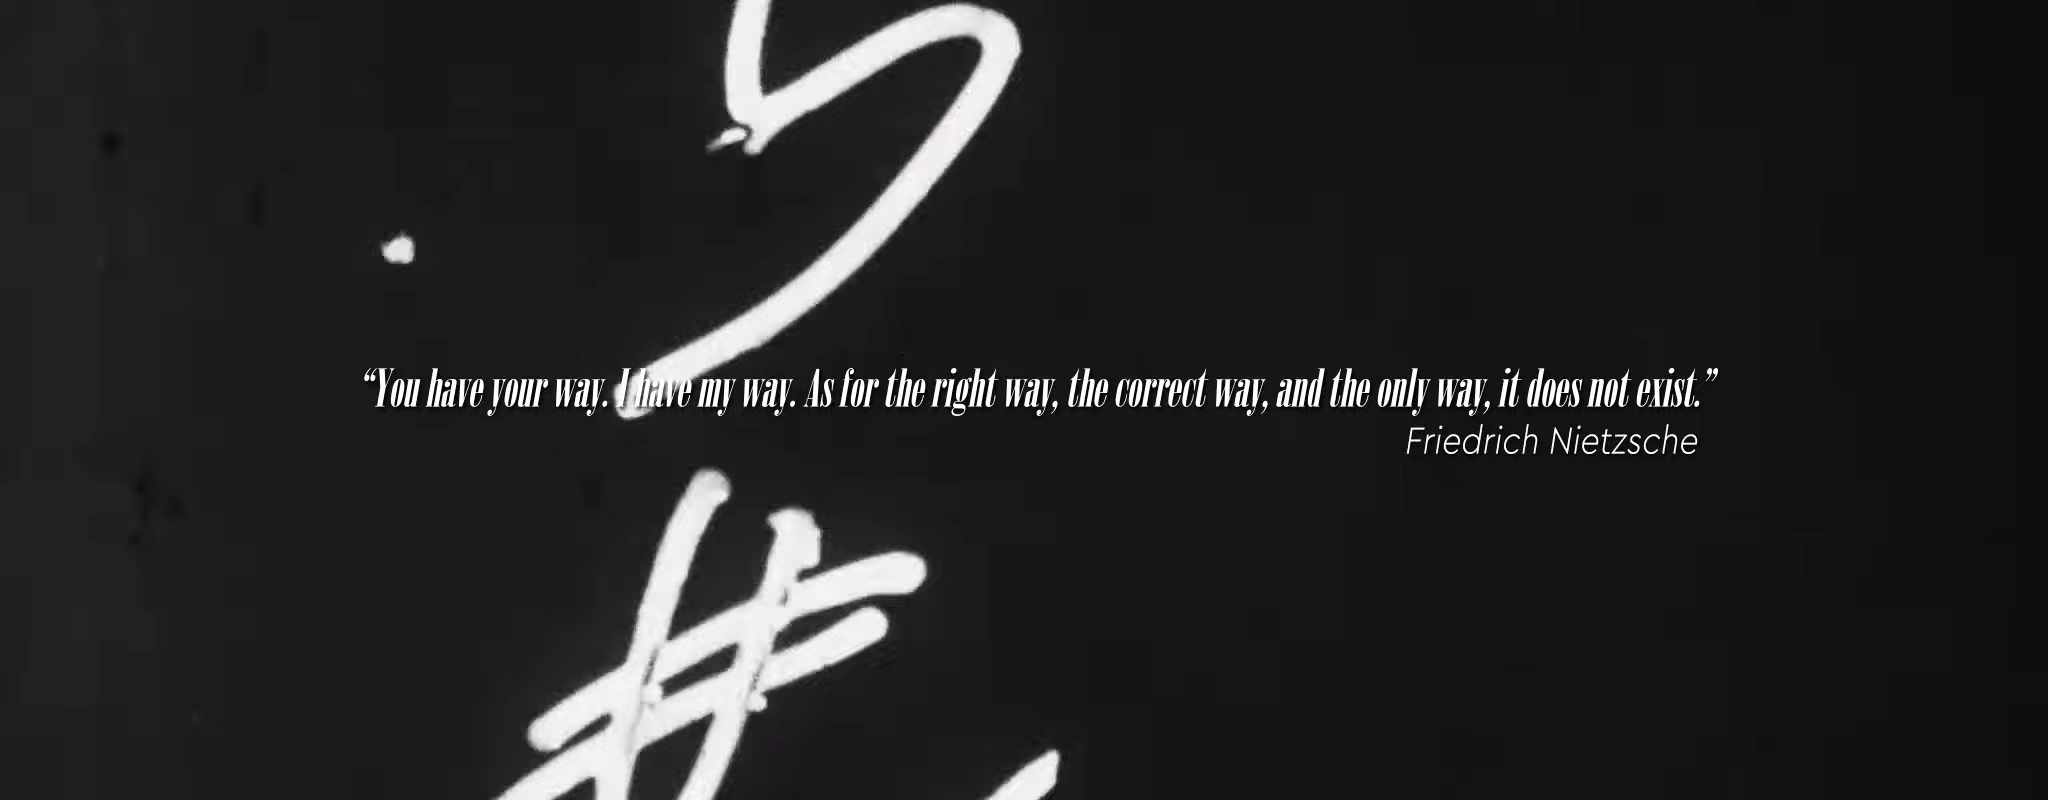 “You have your way. I have my way. As for the right way, the correct way, and the only way, it does not exist.”
Friedrich Nietzsche